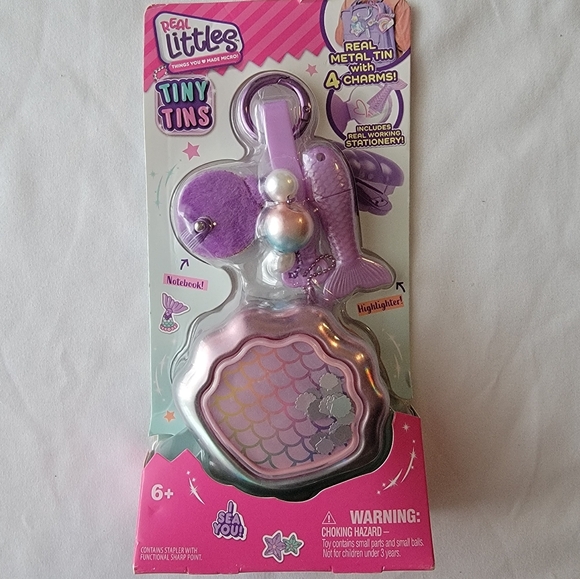 REAL
LITTLES
THINGS YOU ♥ MADE MICRO!
TINY
TINS
REAL
METAL TIN
with
4 CHARMS!
INCLUDES
REAL WORKING
STATIONERY!
Notebook!
Highlighter!
6+
I
SEA
YOU!
CONTAINS STAPLER WITH
FUNCTIONAL SHARP POINT.
WARNING:
CHOKING HAZARD –
Toy contains small parts and small balls.
Not for children under 3 years.